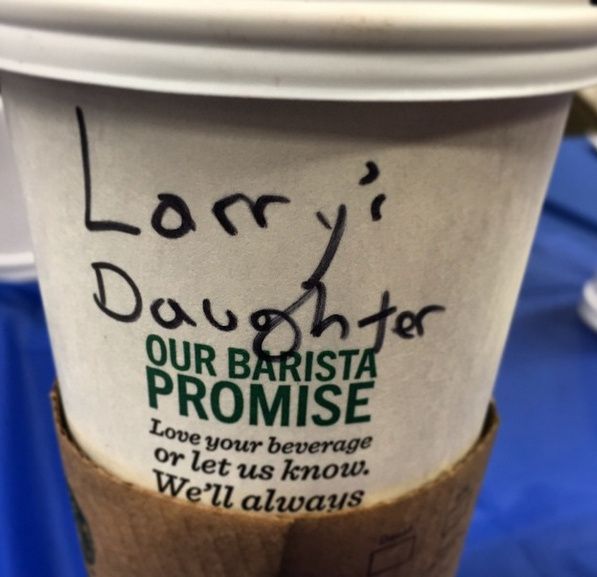 Larry's
Daughter
OUR BARISTA
PROMISE
Love your beverage
or let us know.
We'll always